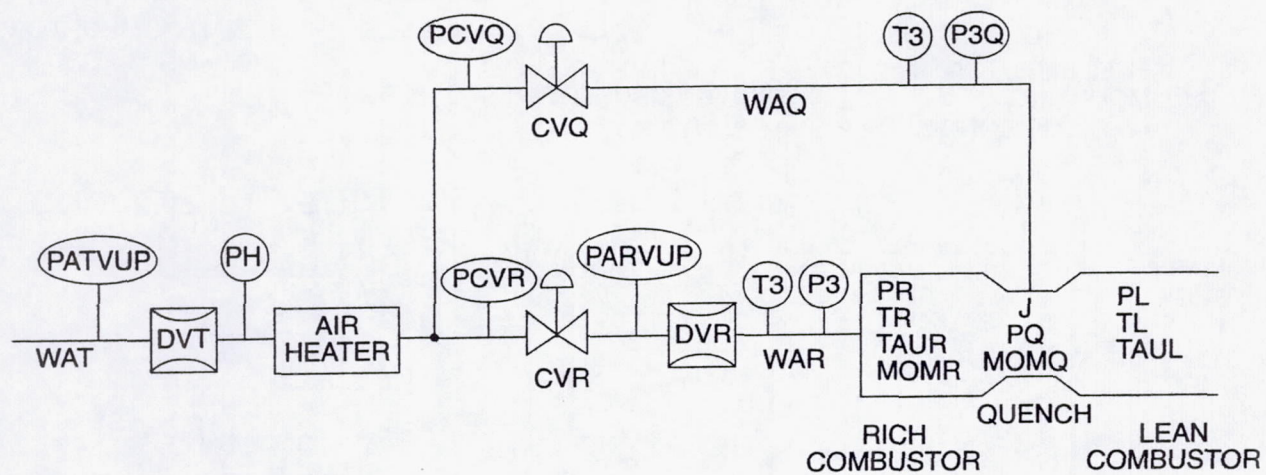 PCVQ
T3
P3Q
CVQ
WAQ
PATVUP
PH
PCVR
PARVUP
T3
P3
WAT
DVT
AIR
HEATER
CVR
DVR
WAR
PR
TR
TAUR
MOMR
J
PQ
MOMQ
PL
TL
TAUL
QUENCH
RICH
COMBUSTOR
LEAN
COMBUSTOR